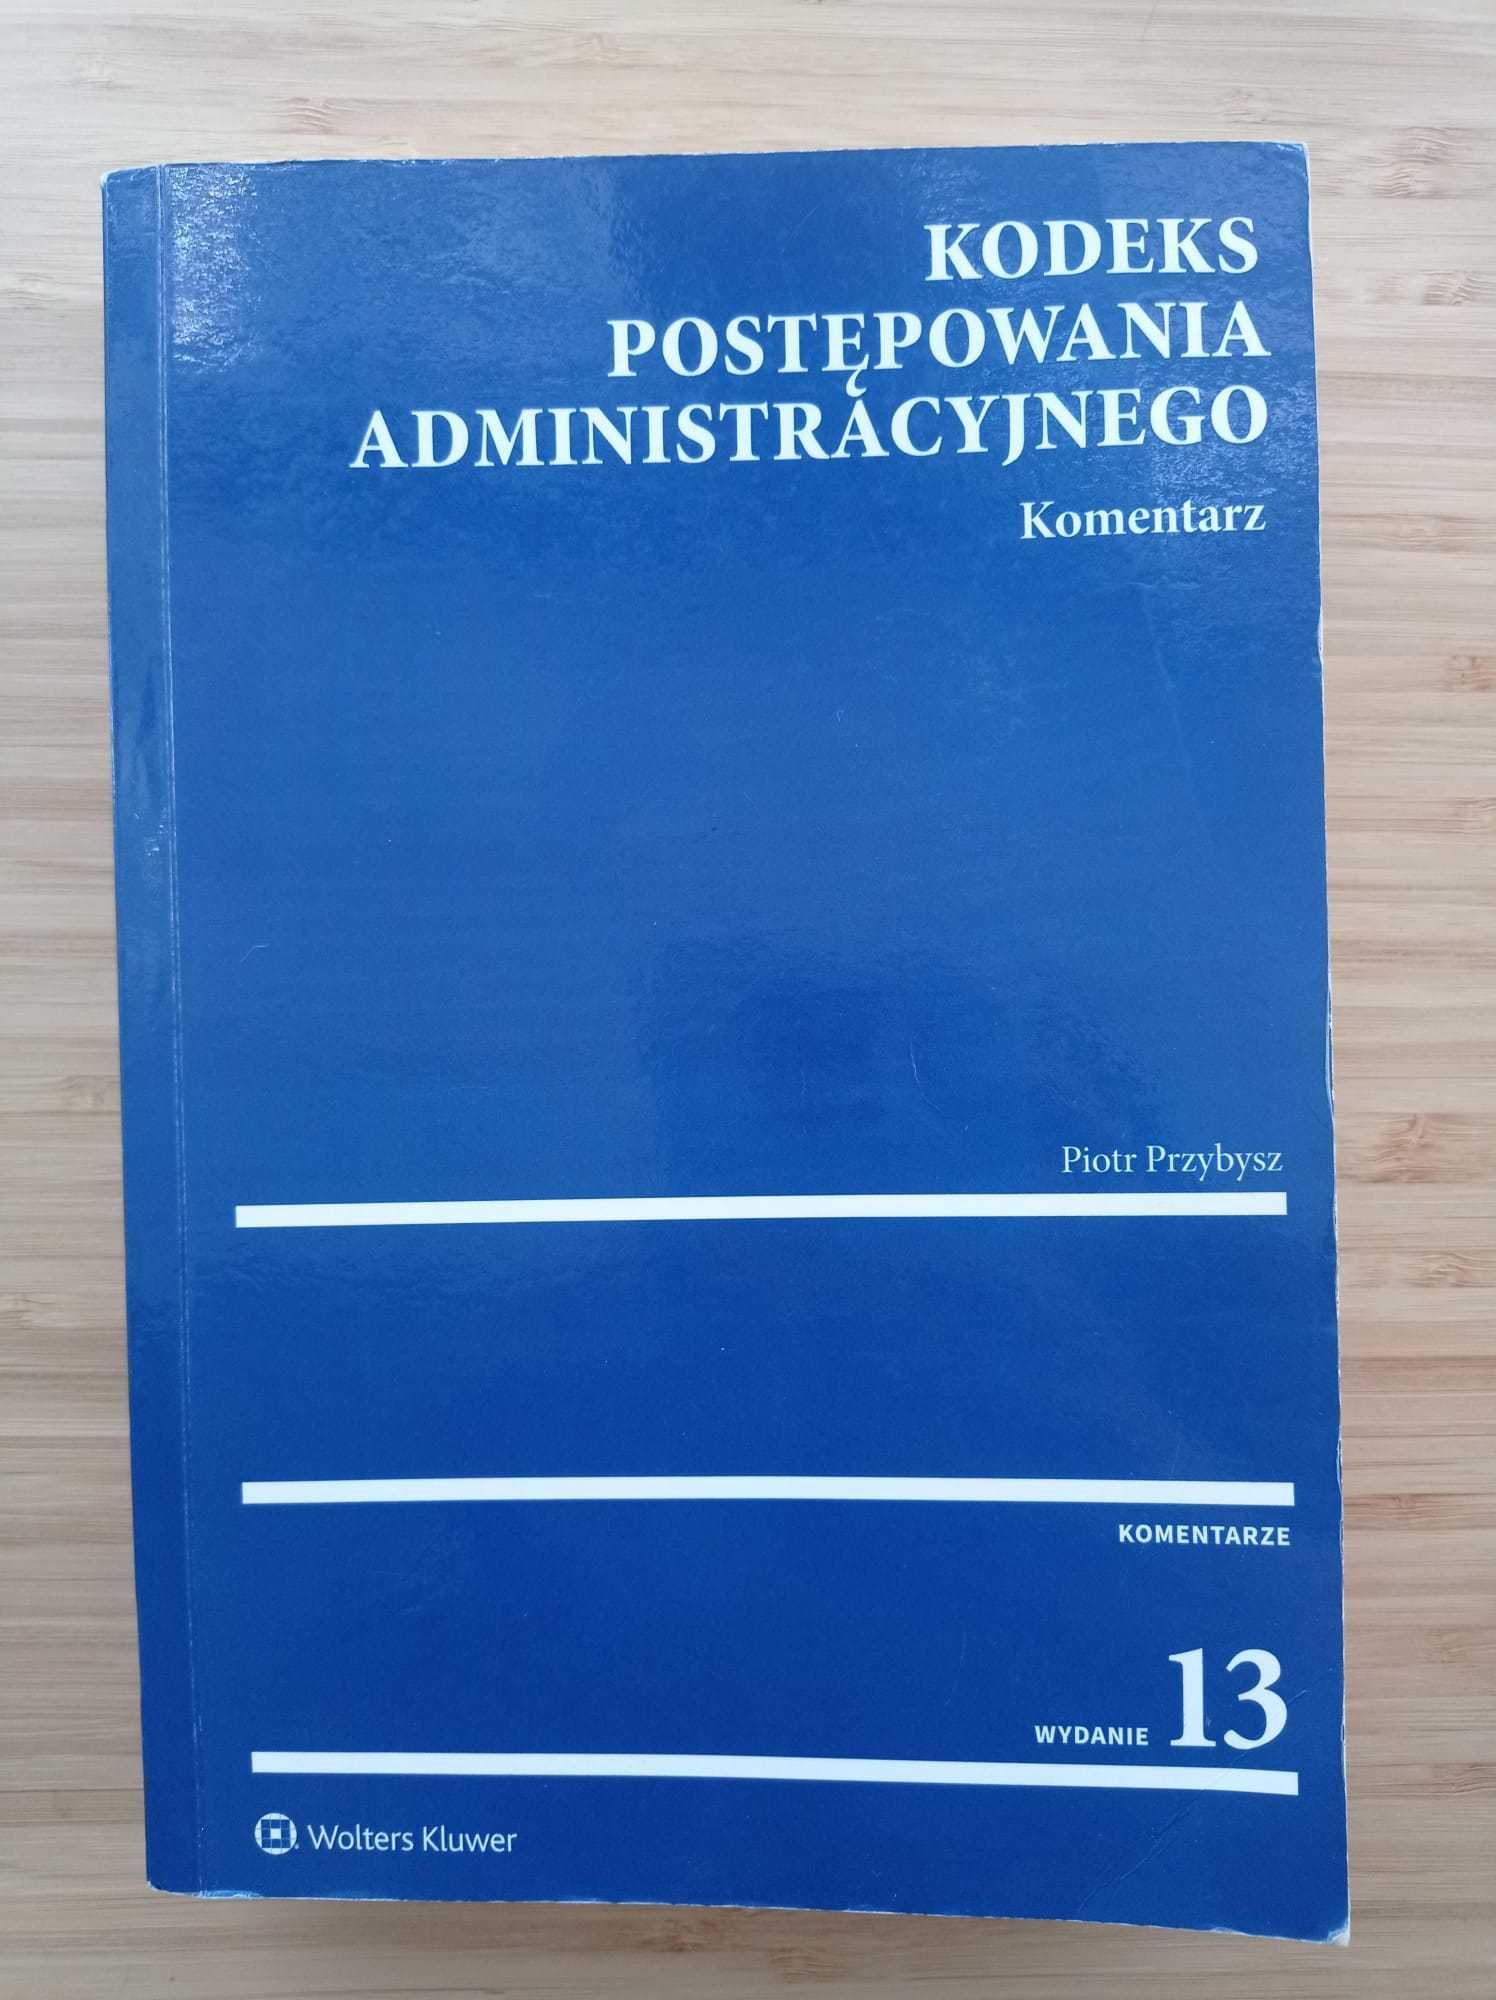 KODEKS
POSTĘPOWANIA
ADMINISTRACYJNEGO
Komentarz
Piotr Przybysz
KOMENTARZE
WYDANIE 13
Wolters Kluwer